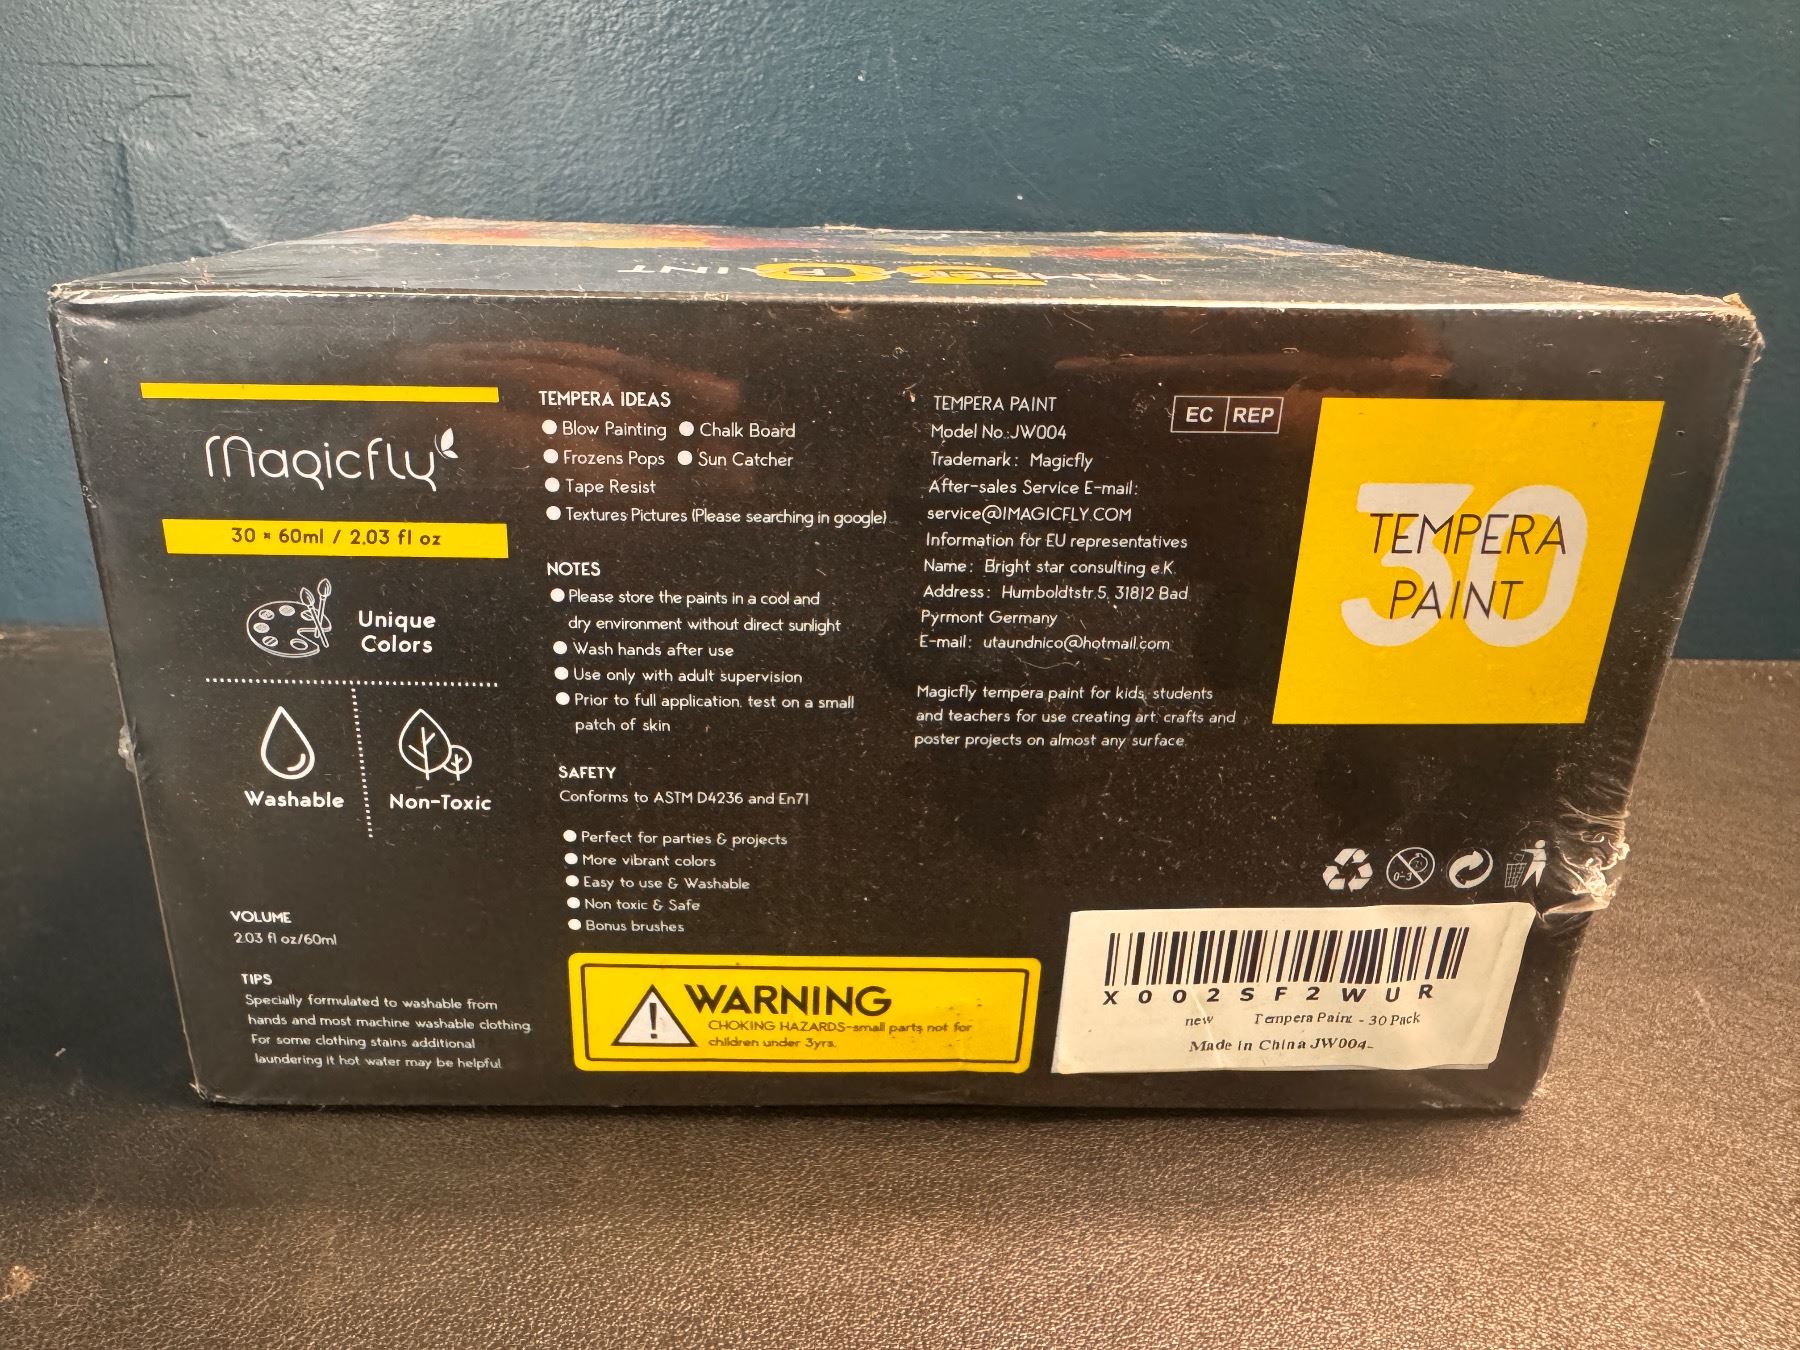 TEMPERA PAINT
30
magicfly
30 × 60ml / 2.03 fl oz
Unique
Colors
Washable
Non-Toxic
VOLUME
2.03 fl oz/60ml
TIPS
Specially formulated to washable from
hands and most machine washable clothing
For some clothing stains additional
laundering it hot water may be helpful.
TEMPERA IDEAS
● Blow Painting ● Chalk Board
● Frozens Pops ● Sun Catcher
● Tape Resist
● Textures Pictures (Please searching in google)
NOTES
● Please store the paints in a cool and
dry environment without direct sunlight
● Wash hands after use
● Use only with adult supervision
● Prior to full application, test on a small
patch of skin
SAFETY
Conforms to ASTM D4236 and En71
● Perfect for parties & projects
● More vibrant colors
● Easy to use & Washable
● Non toxic & Safe
● Bonus brushes
WARNING
CHOKING HAZARDS-small parts not for
children under 3yrs.
TEMPERA PAINT
Model No.:JW004
Trademark: Magicfly
After-sales Service E-mail:
service@IMAGICFLY.COM
Information for EU representatives
Name: Bright star consulting e.K.
Address: Humboldtstr.5, 31812 Bad
Pyrmont Germany
E-mail: utaundnico@hotmail.com
Magicfly tempera paint for kids, students
and teachers for use creating art, crafts and
poster projects on almost any surface.
EC REP
30
TEMPERA
PAINT
0-3
X002SF2WUR
new Tempera Paint - 30 Pack
Made in China JW004-